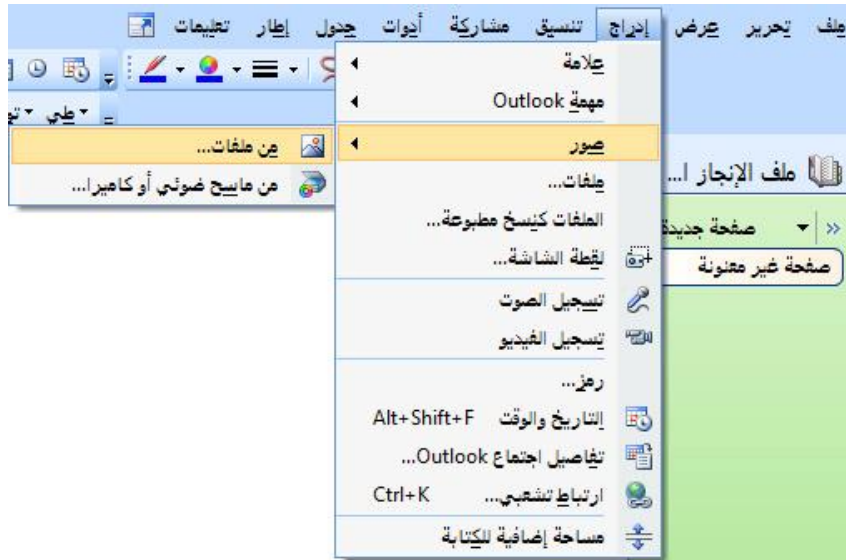 ملف تحرير عرض إدراج تنسيق مشاركة أدوات جدول إطار تعليمات
علامة
مهمة Outlook
صور
من ملفات...
من ماسح ضوئي أو كاميرا...
ملفات...
الملفات كنسخ مطبوعة...
لقطة الشاشة...
تسجيل الصوت
تسجيل الفيديو
رمز...
التاريخ والوقت Alt+Shift+F
تفاصيل اجتماع Outlook...
ارتباط تشعبي... Ctrl+K
مساحة إضافية للكتابة
طي
ملف الإنجاز ا...
صفحة جديدة
صفحة غير معنونة